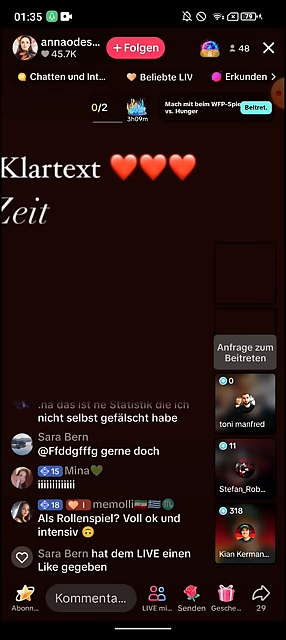 01:35
79
annaodes...
45.7K
+ Folgen
48
Chatten und Int...
Beliebte LIV
Erkunden >
0/2
3h09m
Mach mit beim WFP-Spie
vs. Hunger
Beitret.
Klartext ❤️❤️❤️
Zeit
Anfrage zum
Beitreten
0
toni manfred
.na das ist ne Statistik die ich
nicht selbst gefälscht habe
Sara Bern
@Ffddgfffg gerne doch
11
Stefan_Rob...
15 Mina💚
iiiiiiiiiiiii
18 memolli
Als Rollenspiel? Voll ok und
intensiv 🙃
318
Kian Kerman...
Sara Bern hat dem LIVE einen
Like gegeben
Abonn...
Kommenta...
LIVE mi...
Senden
Gesche...
29